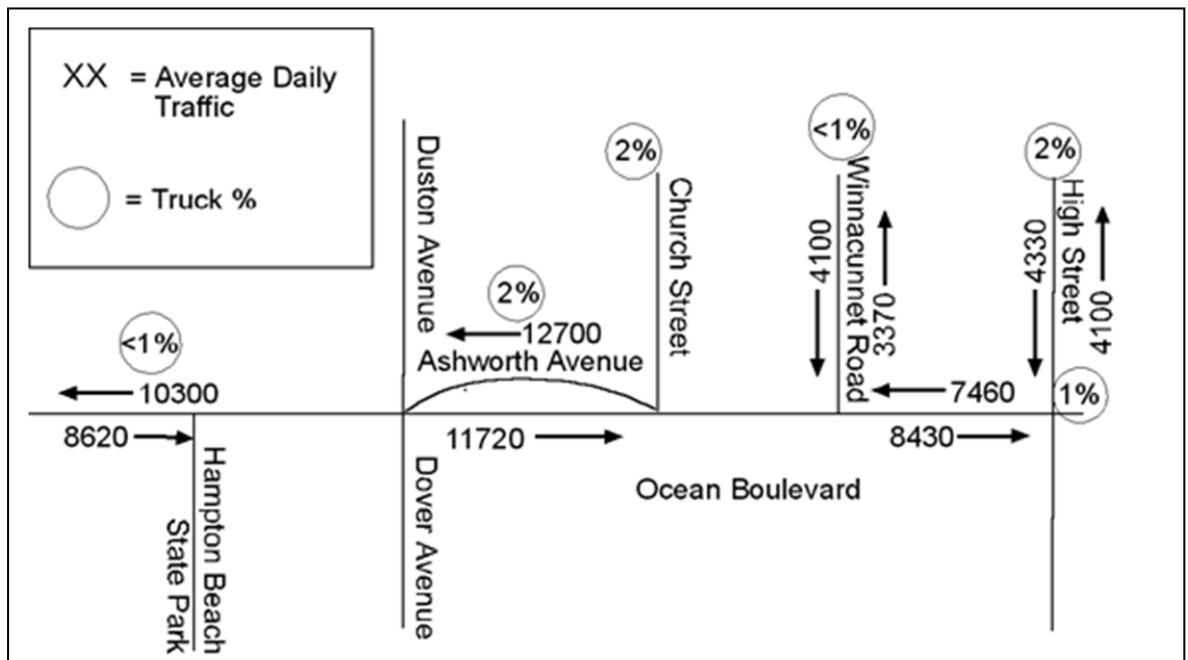 XX = Average Daily
Traffic
= Truck %
<1%
10300
8620
Hampton Beach
State Park
Duston Avenue
Dover Avenue
2%
12700
Ashworth Avenue
11720
2%
Church Street
<1%
4100
Winnacunnet Road
3370
7460
8430
Ocean Boulevard
2%
4330
High Street
4100
1%